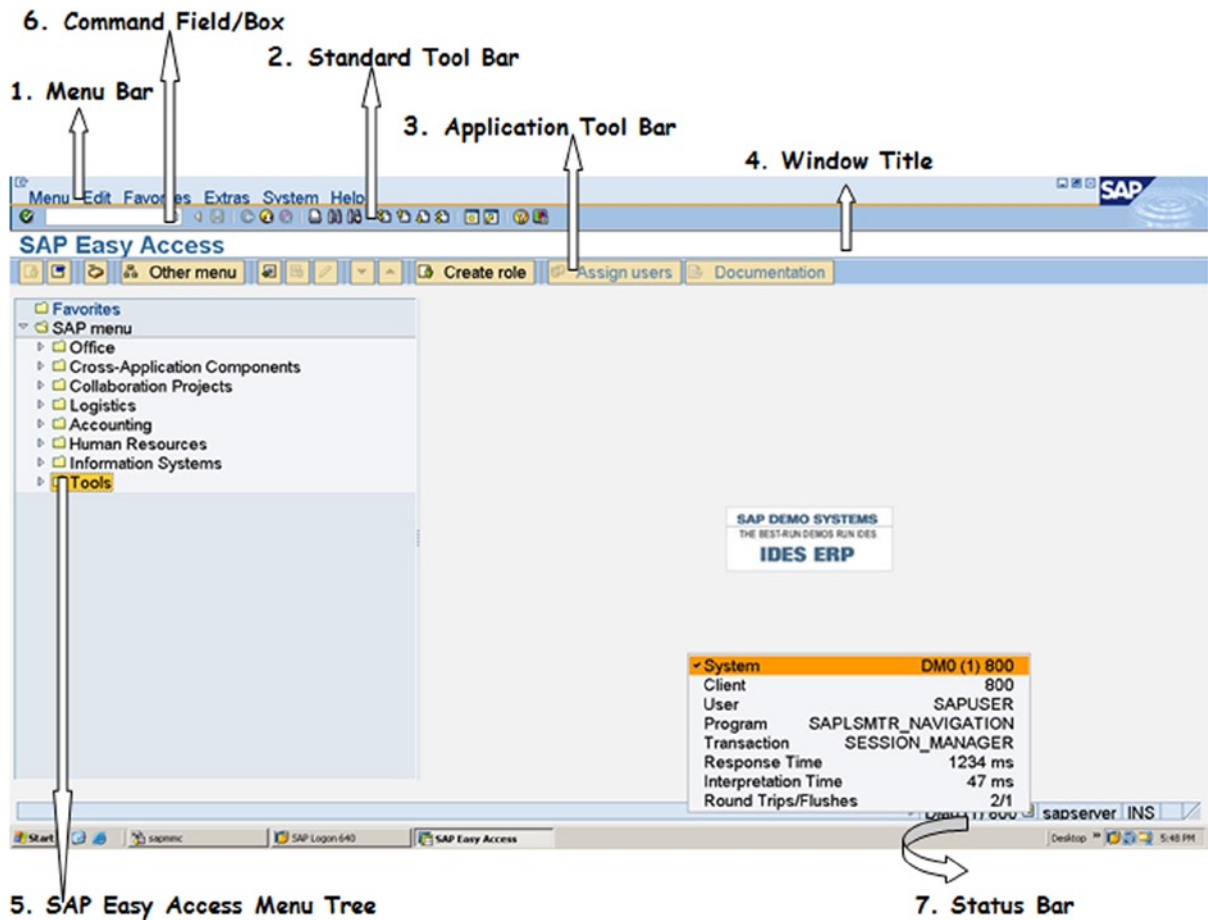 6. Command Field/Box
2. Standard Tool Bar
1. Menu Bar
3. Application Tool Bar
4. Window Title
Menu Edit Favorites Extras System Help
SAP
SAP Easy Access
Other menu Create role Assign users Documentation
Favorites
SAP menu
Office
Cross-Application Components
Collaboration Projects
Logistics
Accounting
Human Resources
Information Systems
Tools
SAP DEMO SYSTEMS
THE BEST-RUN DEMOS RUN IDES
IDES ERP
System DM0 (1) 800
Client 800
User SAPUSER
Program SAPLSMTR_NAVIGATION
Transaction SESSION_MANAGER
Response Time 1234 ms
Interpretation Time 47 ms
Round Trips/Flushes 2/1
DM0 (1) 800 sapserver INS
Start sapmmc SAP Logon 640 SAP Easy Access Desktop 5:48 PM
5. SAP Easy Access Menu Tree
7. Status Bar